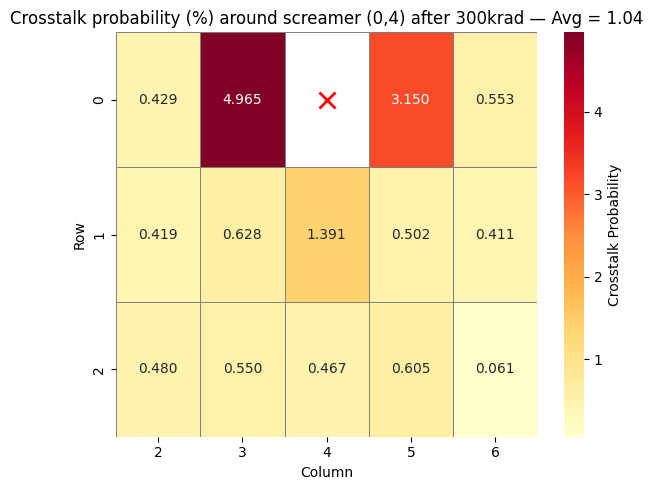 Crosstalk probability (%) around screamer (0,4) after 300krad — Avg = 1.04
0 0.429 4.965 3.150 0.553
1 0.419 0.628 1.391 0.502 0.411
2 0.480 0.550 0.467 0.605 0.061
2 3 4 5 6
Column
Row
4
3
2
1
Crosstalk Probability